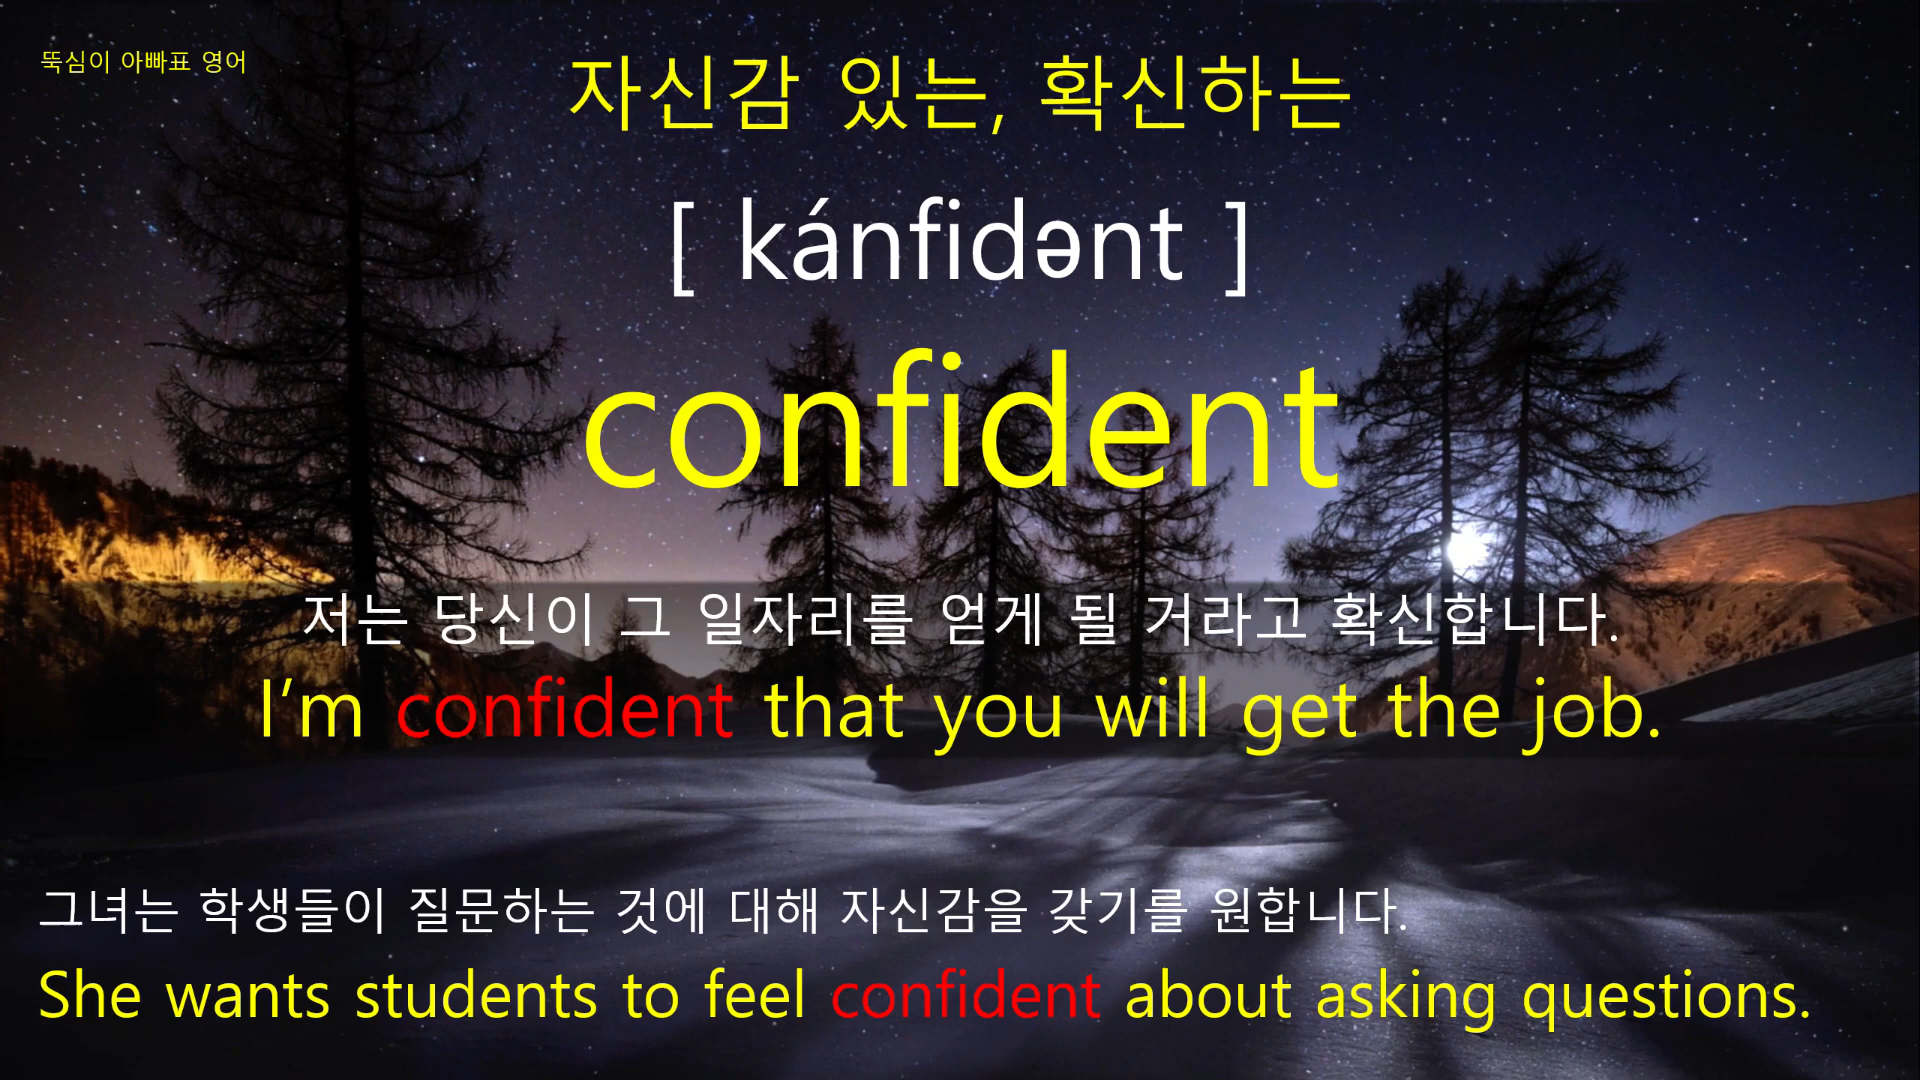 뚝심이 아빠표 영어
자신감 있는, 확신하는
[ kánfidənt ]
confident
저는 당신이 그 일자리를 얻게 될 거라고 확신합니다.
I’m confident that you will get the job.
그녀는 학생들이 질문하는 것에 대해 자신감을 갖기를 원합니다.
She wants students to feel confident about asking questions.